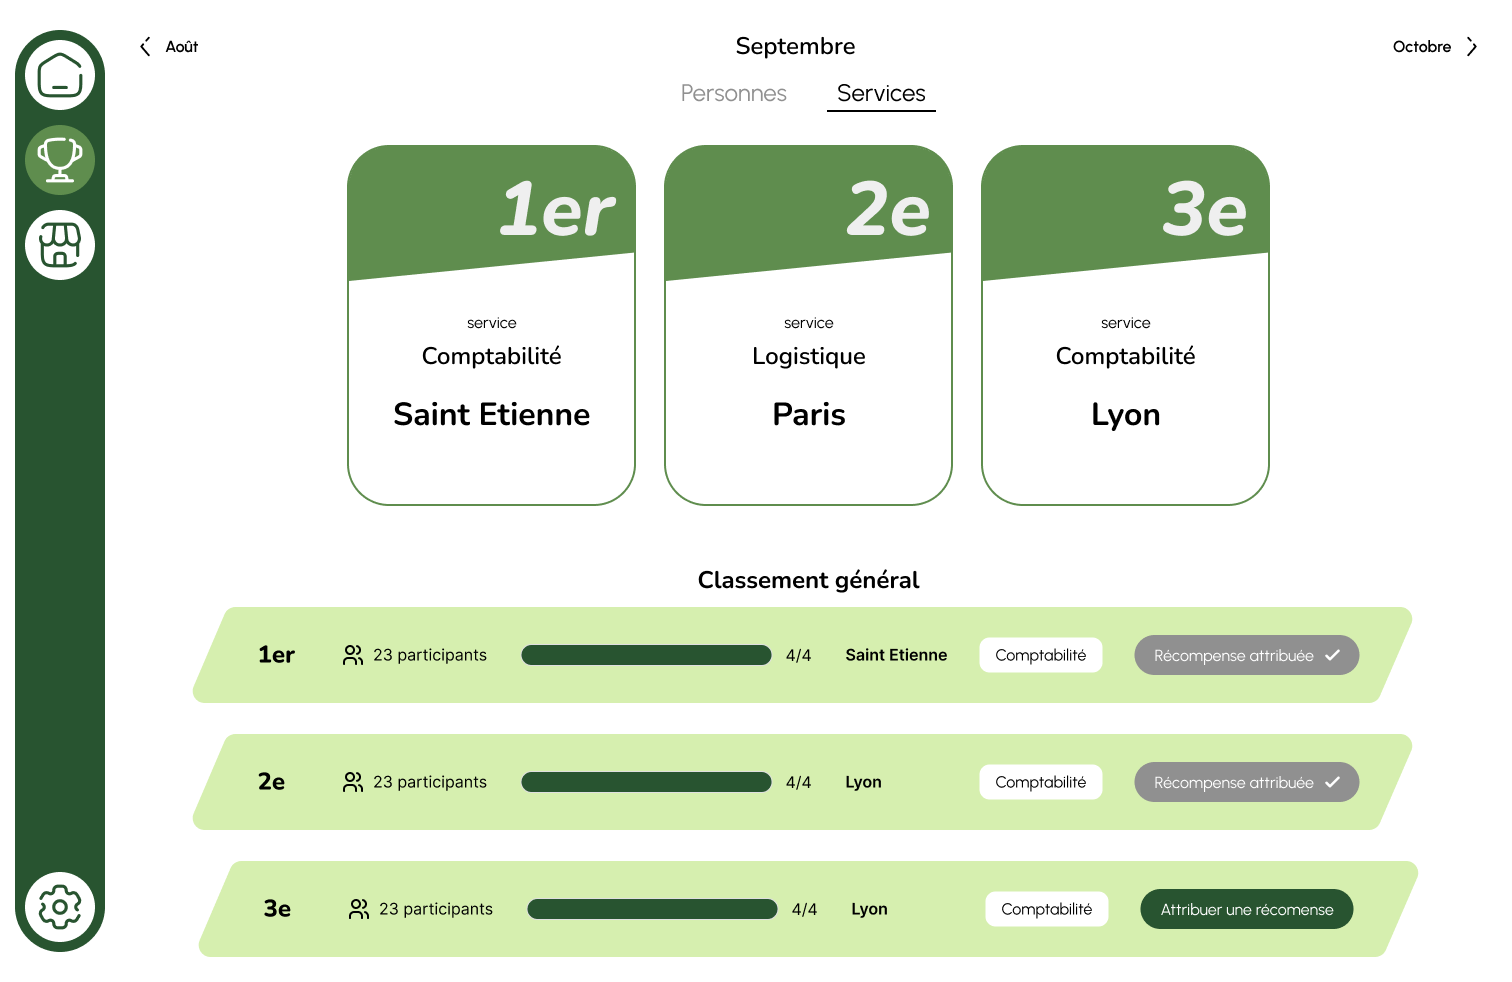 Août
Septembre
Octobre
Personnes
Services
1er
service
Comptabilité
Saint Etienne
2e
service
Logistique
Paris
3e
service
Comptabilité
Lyon
Classement général
1er 23 participants 4/4 Saint Etienne Comptabilité Récompense attribuée
2e 23 participants 4/4 Lyon Comptabilité Récompense attribuée
3e 23 participants 4/4 Lyon Comptabilité Attribuer une récomense